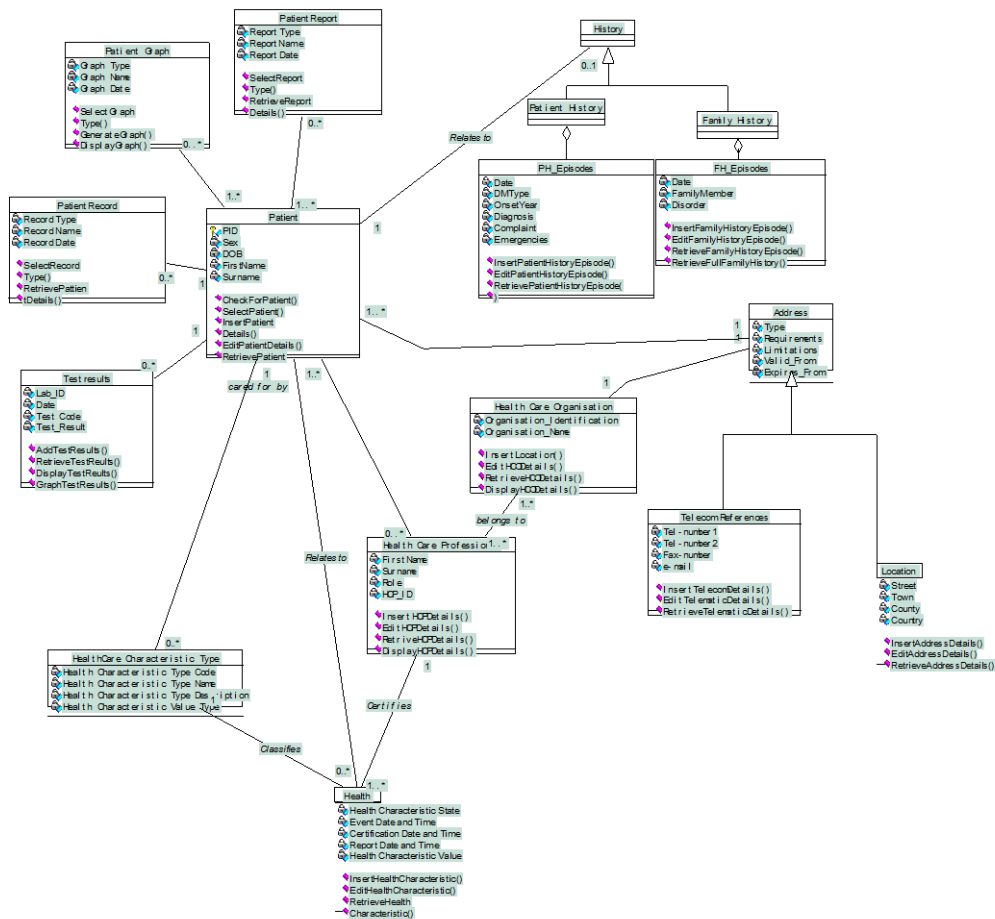 Patient Report
Report Type
Report Name
Report Date
SelectReport
Type()
RetrieveReport
Details()
0..*
Patient Graph
Graph Type
Graph Name
Graph Date
SelectGraph
Type()
GenerateGraph()
DisplayGraph()
0..*
1..*
1..*
History
0..1
Patient History
Family History
Relates to
PH_Episodes
Date
DMType
OnsetYear
Diagnosis
Complaint
Emergencies
InsertPatientHistoryEpisode()
EditPatientHistoryEpisode()
RetrievePatientHistoryEpisode(
)
FH_Episodes
Date
FamilyMember
Disorder
InsertFamilyHistoryEpisode()
EditFamilyHistoryEpisode()
RetrieveFamilyHistoryEpisode()
RetrieveFullFamilyHistory()
Patient Record
Record Type
Record Name
Record Date
SelectRecord
Type()
RetrievePatien
tDetails()
0..*
1
Patient
PID
Sex
DOB
FirstName
Surname
CheckForPatient()
SelectPatient()
InsertPatient
Details()
EditPatientDetails()
RetrievePatient
1
1..*
1
1
Address
Type
Requirements
Limitations
Valid_From
Expires_From
1
0..*
Test results
Lab_ID
Date
Test Code
Test_Result
AddTestResults()
RetrieveTestReults()
DisplayTestReults()
GraphTestResults()
1
cared for by
1..*
1
Health Care Organisation
Organisation_Identification
Organisation_Name
InsertLocation()
EditHCODetails()
RetrieveHCODetails()
DisplayHCODetails()
1..*
belongs to
0..*
1..*
Health Care Profession
FirstName
Surname
Role
HCP_ID
InsertHCPDetails()
EditHCPDetails()
RetriveHCPDetails()
DisplayHCPDetails()
1
Relates to
TelecomReferences
Tel-number1
Tel-number2
Fax-number
e-mail
InsertTeleconDetails()
EditTelematicDetails()
RetrieveTelematicDetails()
Location
Street
Town
County
Country
InsertAddressDetails()
EditAddressDetails()
RetrieveAddressDetails()
0..*
HealthCare Characteristic Type
Health Characteristic Type Code
Health Characteristic Type Name
Health Characteristic Type Description
Health Characteristic Value Type
1
Certifies
Classifies
0..*
1..*
Health
Health Characteristic State
Event Date and Time
Certification Date and Time
Report Date and Time
Health Characteristic Value
InsertHealthCharacteristic()
EditHealthCharacteristic()
RetrieveHealth
Characteristic()